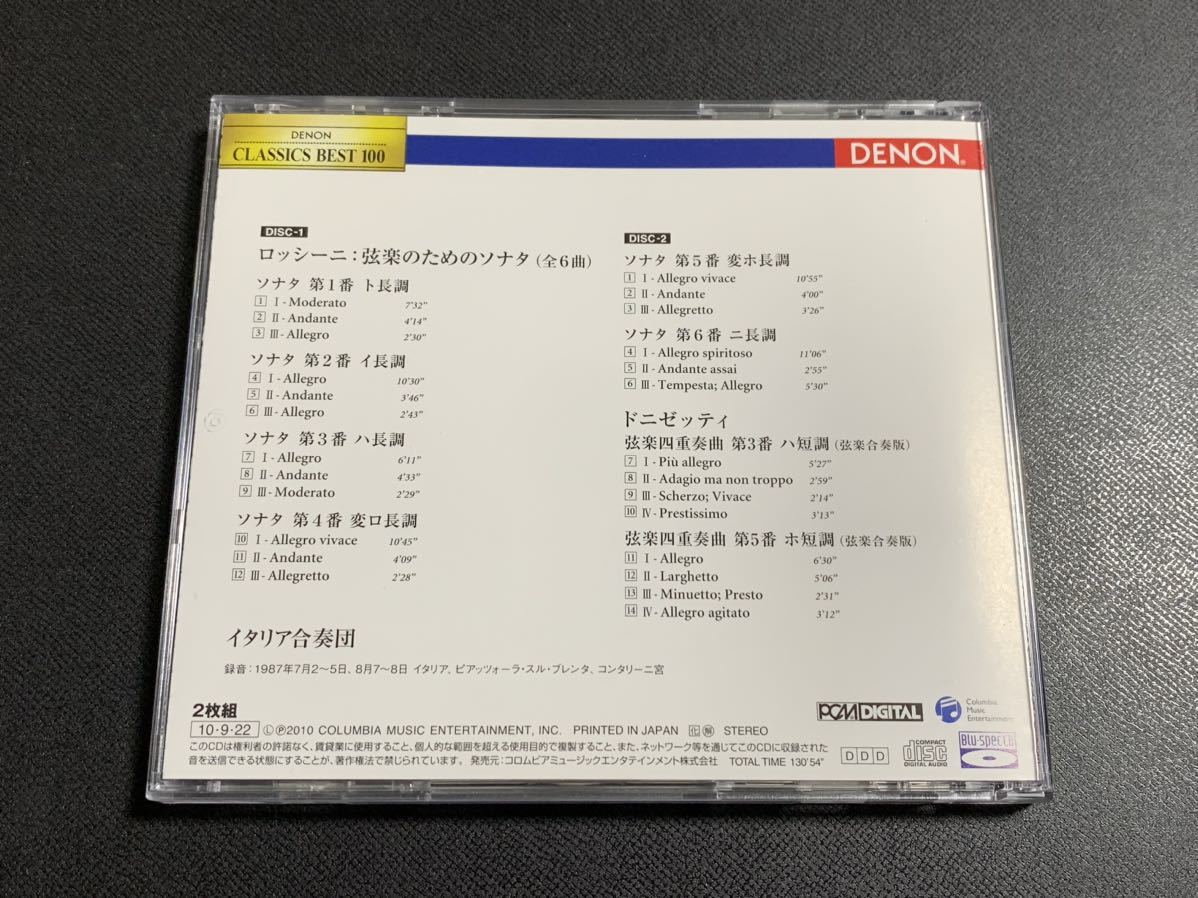 DENON
CLASSICS BEST 100
DENON®
DISC-1
ロッシーニ：弦楽のためのソナタ（全6曲）
ソナタ 第1番 ト長調
1 Ⅰ- Moderato 7'32"
2 Ⅱ- Andante 4'14"
3 Ⅲ- Allegro 2'30"
ソナタ 第2番 イ長調
4 Ⅰ- Allegro 10'30"
5 Ⅱ- Andante 3'46"
6 Ⅲ- Allegro 2'43"
ソナタ 第3番 ハ長調
7 Ⅰ- Allegro 6'11"
8 Ⅱ- Andante 4'33"
9 Ⅲ- Moderato 2'29"
ソナタ 第4番 変ロ長調
10 Ⅰ- Allegro vivace 10'45"
11 Ⅱ- Andante 4'09"
12 Ⅲ- Allegretto 2'28"
DISC-2
ソナタ 第5番 変ホ長調
1 Ⅰ- Allegro vivace 10'55"
2 Ⅱ- Andante 4'00"
3 Ⅲ- Allegretto 3'26"
ソナタ 第6番 ニ長調
4 Ⅰ- Allegro spiritoso 11'06"
5 Ⅱ- Andante assai 2'55"
6 Ⅲ- Tempesta; Allegro 5'30"
ドニゼッティ
弦楽四重奏曲 第3番 ハ短調（弦楽合奏版）
7 Ⅰ- Più allegro 5'27"
8 Ⅱ- Adagio ma non troppo 2'59"
9 Ⅲ- Scherzo; Vivace 2'14"
10 Ⅳ- Prestissimo 3'13"
弦楽四重奏曲 第5番 ホ短調（弦楽合奏版）
11 Ⅰ- Allegro 6'30"
12 Ⅱ- Larghetto 5'06"
13 Ⅲ- Minuetto; Presto 2'31"
14 Ⅳ- Allegro agitato 3'12"
イタリア合奏団
録音：1987年7月2〜5日、8月7〜8日 イタリア、ピアッツォーラ・スル・ブレンタ、コンタリーニ宮
2枚組
10・9・22 ⓁⓅ2010 COLUMBIA MUSIC ENTERTAINMENT, INC. PRINTED IN JAPAN 化 解 STEREO
このCDは権利者の許諾なく、賃貸業に使用すること、個人的な範囲を超える使用目的で複製すること、また、ネットワーク等を通じてこのCDに収録された
音を送信できる状態にすることが、著作権法で禁じられています。 発売元：コロムビアミュージックエンタテインメント株式会社 TOTAL TIME 130'54"
PCM DIGITAL
Columbia
Music
Entertainment
DDD
COMPACT
disc
DIGITAL AUDIO
Blu-spec CD